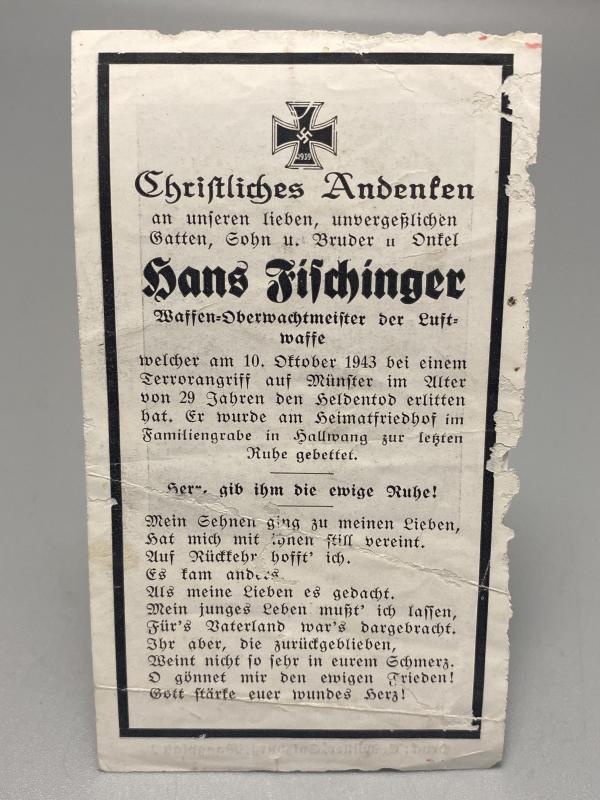 1939
Chriſtliches Andenken
an unſeren lieben, unvergeßlichen
Gatten, Sohn u. Bruder u Onkel
Hans Fiſchinger
Waffen-Oberwachtmeiſter der Luft-
waffe
welcher am 10. Oktober 1943 bei einem
Terrorangriff auf Münſter im Alter
von 29 Jahren den Heldentod erlitten
hat. Er wurde am Heimatfriedhof im
Familiengrabe in Hallwang zur letzten
Ruhe gebettet.
Herr, gib ihm die ewige Ruhe!
Mein Sehnen ging zu meinen Lieben,
Hat mich mit ihnen ſtill vereint.
Auf Rückkehr hofft' ich.
Es kam anders
Als meine Lieben es gedacht.
Mein junges Leben mußt' ich laſſen,
Für's Vaterland war's dargebracht.
Ihr aber, die zurückgeblieben,
Weint nicht ſo ſehr in eurem Schmerz.
O gönnet mir den ewigen Frieden!
Gott ſtärke euer wundes Herz!